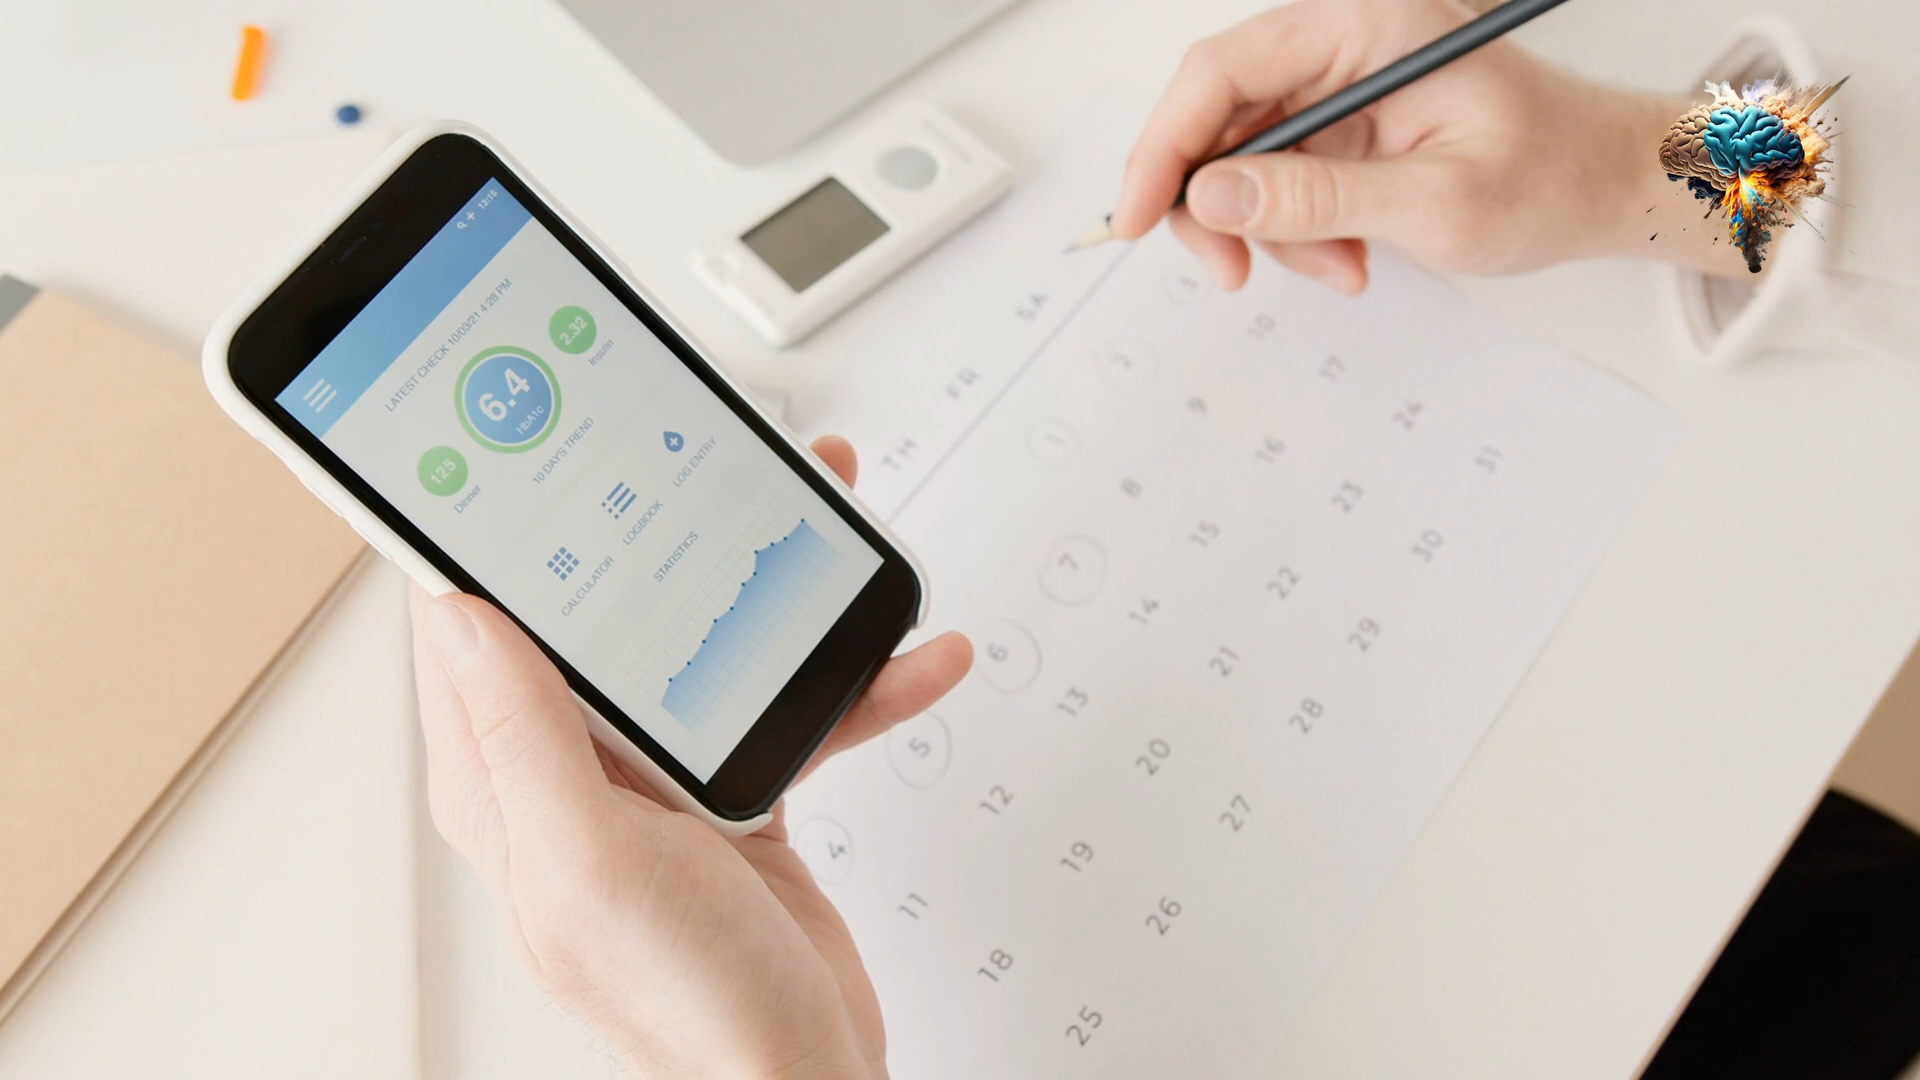 13:15
LATEST CHECK 10/03/21 4:28 PM
125
Dinner
6.4
HbA1c
2.32
Insulin
10 DAYS TREND
CALCULATOR
LOGBOOK
LOG ENTRY
STATISTICS
TH FR SA
1 2 3
4 5 6 7 8 9 10
11 12 13 14 15 16 17
18 19 20 21 22 23 24
25 26 27 28 29 30 31